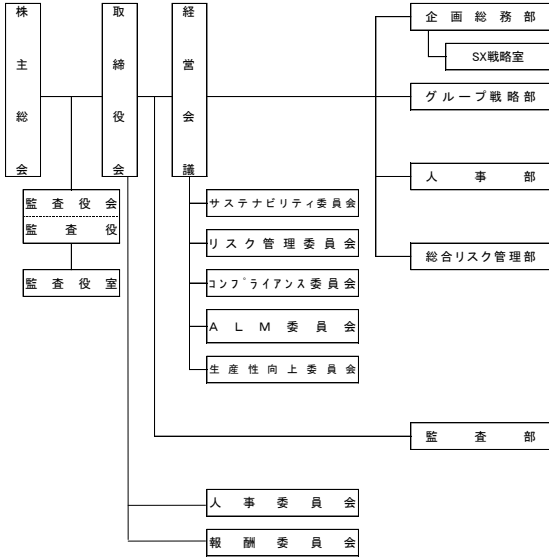 株主総会
取締役会
経営会議
企画総務部
SX戦略室
グループ戦略部
人事部
総合リスク管理部
監査役会
監査役
監査役室
サステナビリティ委員会
リスク管理委員会
コンプライアンス委員会
ALM委員会
生産性向上委員会
監査部
人事委員会
報酬委員会